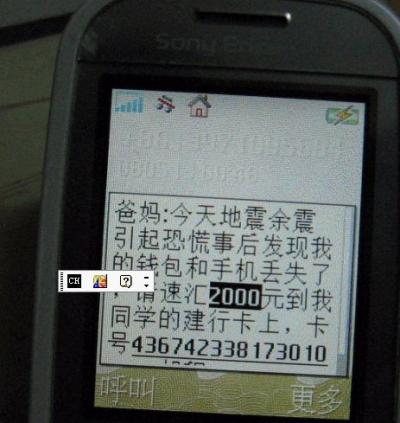 Sony
爸妈:今天地震余震
引起恐慌事后发现我
的钱包和手机丢失了
CH
，请速汇2000元到我
同学的建行卡上，卡
号436742338173010
呼叫 更多